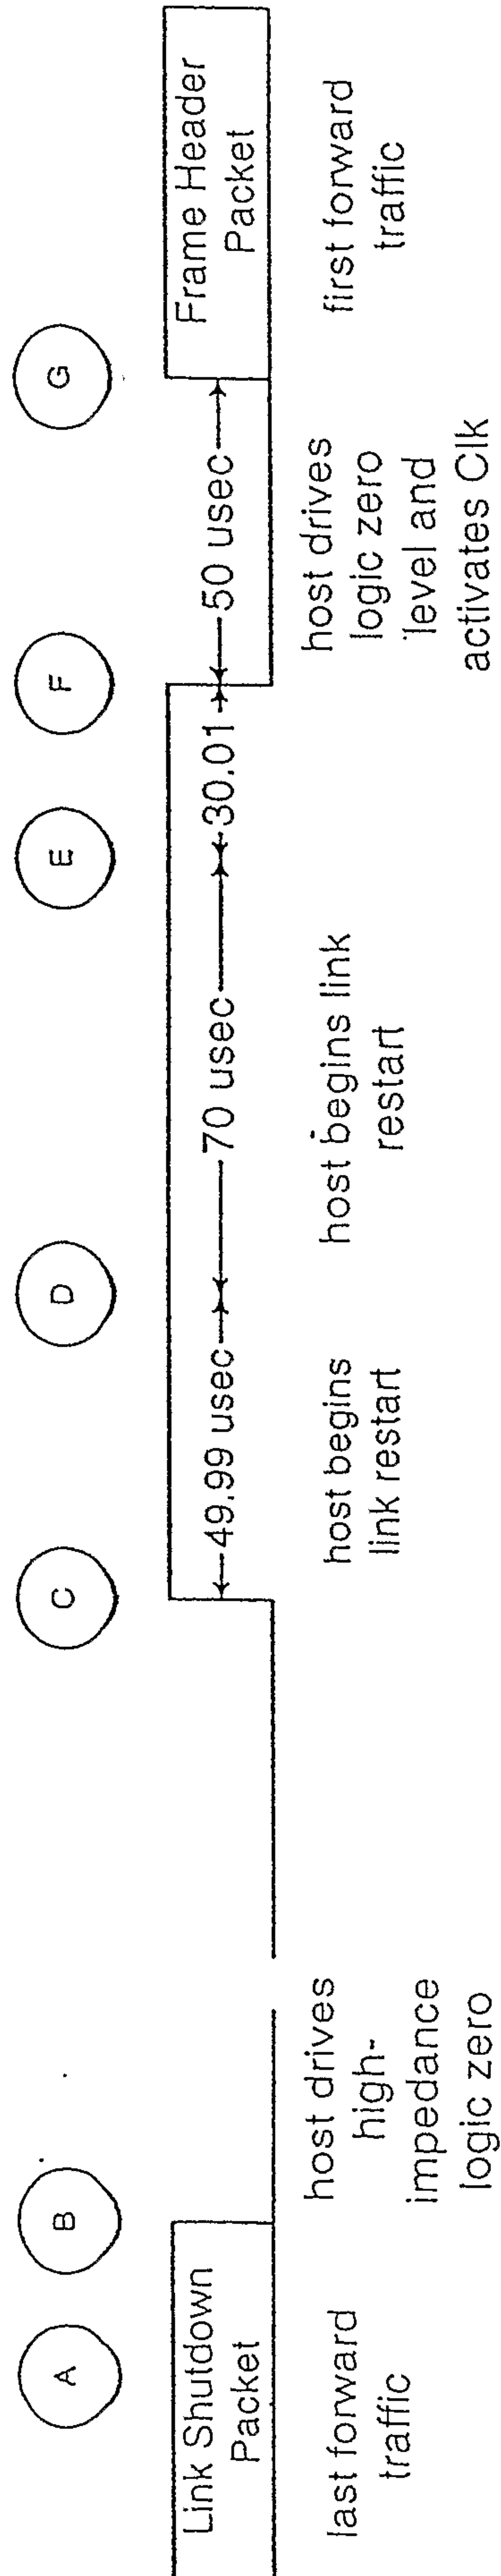 A
B
C
D
E
F
G
Link Shutdown
Packet
49.99 usec
70 usec
30.01
50 usec
Frame Header
Packet
last forward
traffic
host drives
high-
impedance
logic zero
host begins
link restart
host begins link
restart
host drives
logic zero
level and
activates Clk
first forward
traffic